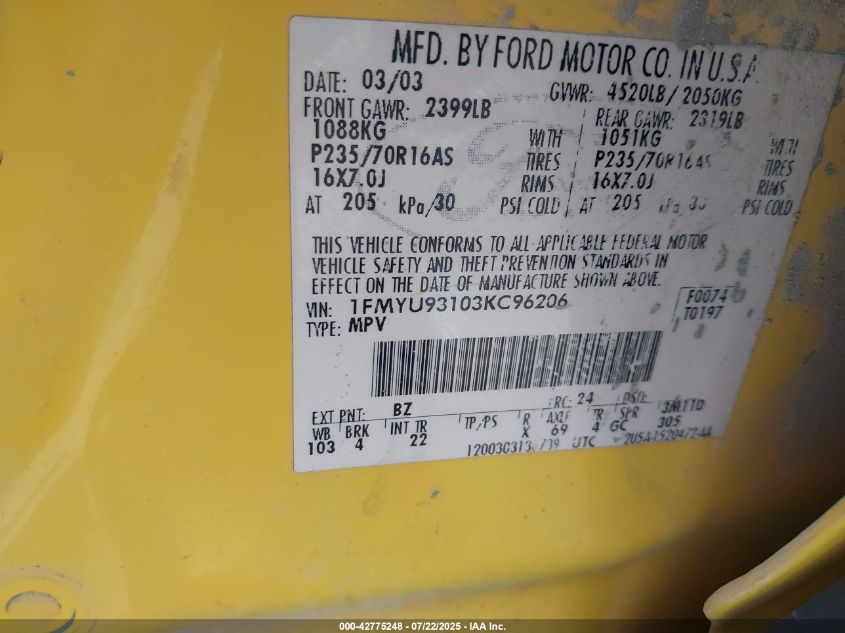 MFD. BY FORD MOTOR CO. IN U.S.A.
DATE: 03/03 GVWR: 4520LB/ 2050KG
FRONT GAWR: 2399LB REAR GAWR: 2319LB
1088KG WITH 1051KG WITH
P235/70R16AS TIRES P235/70R16AS TIRES
16X7.0J RIMS 16X7.0J RIMS
AT 205 kPa/30 PSI COLD AT 205 kPa/30 PSI COLD
THIS VEHICLE CONFORMS TO ALL APPLICABLE FEDERAL MOTOR
VEHICLE SAFETY AND THEFT PREVENTION STANDARDS IN
EFFECT ON THE DATE OF MANUFACTURE SHOWN ABOVE.
VIN: 1FMYU93103KC96206 F0074
TYPE: MPV T0197
EXT PNT: BZ RC: 24 DSO:
WB BRK INT TR TP/PS R AXLE TR SPR 3M1TD
103 4 22 X 69 4 GC 305
UTC
000-42775248 - 07/22/2025 - IAA Inc.